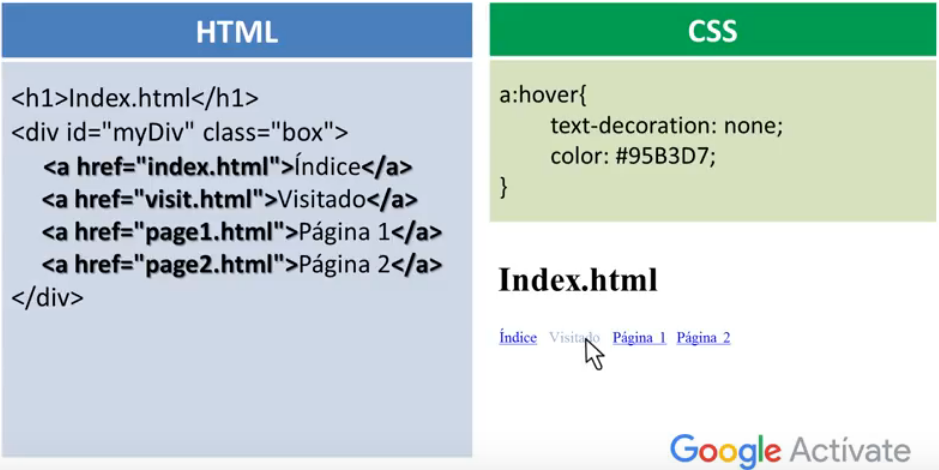 HTML
<h1>Index.html</h1>
<div id="myDiv" class="box">
<a href="index.html">Índice</a>
<a href="visit.html">Visitado</a>
<a href="page1.html">Página 1</a>
<a href="page2.html">Página 2</a>
</div>
CSS
a:hover{
text-decoration: none;
color: #95B3D7;
}
Index.html
Índice Visitado Página 1 Página 2
Google Actívate